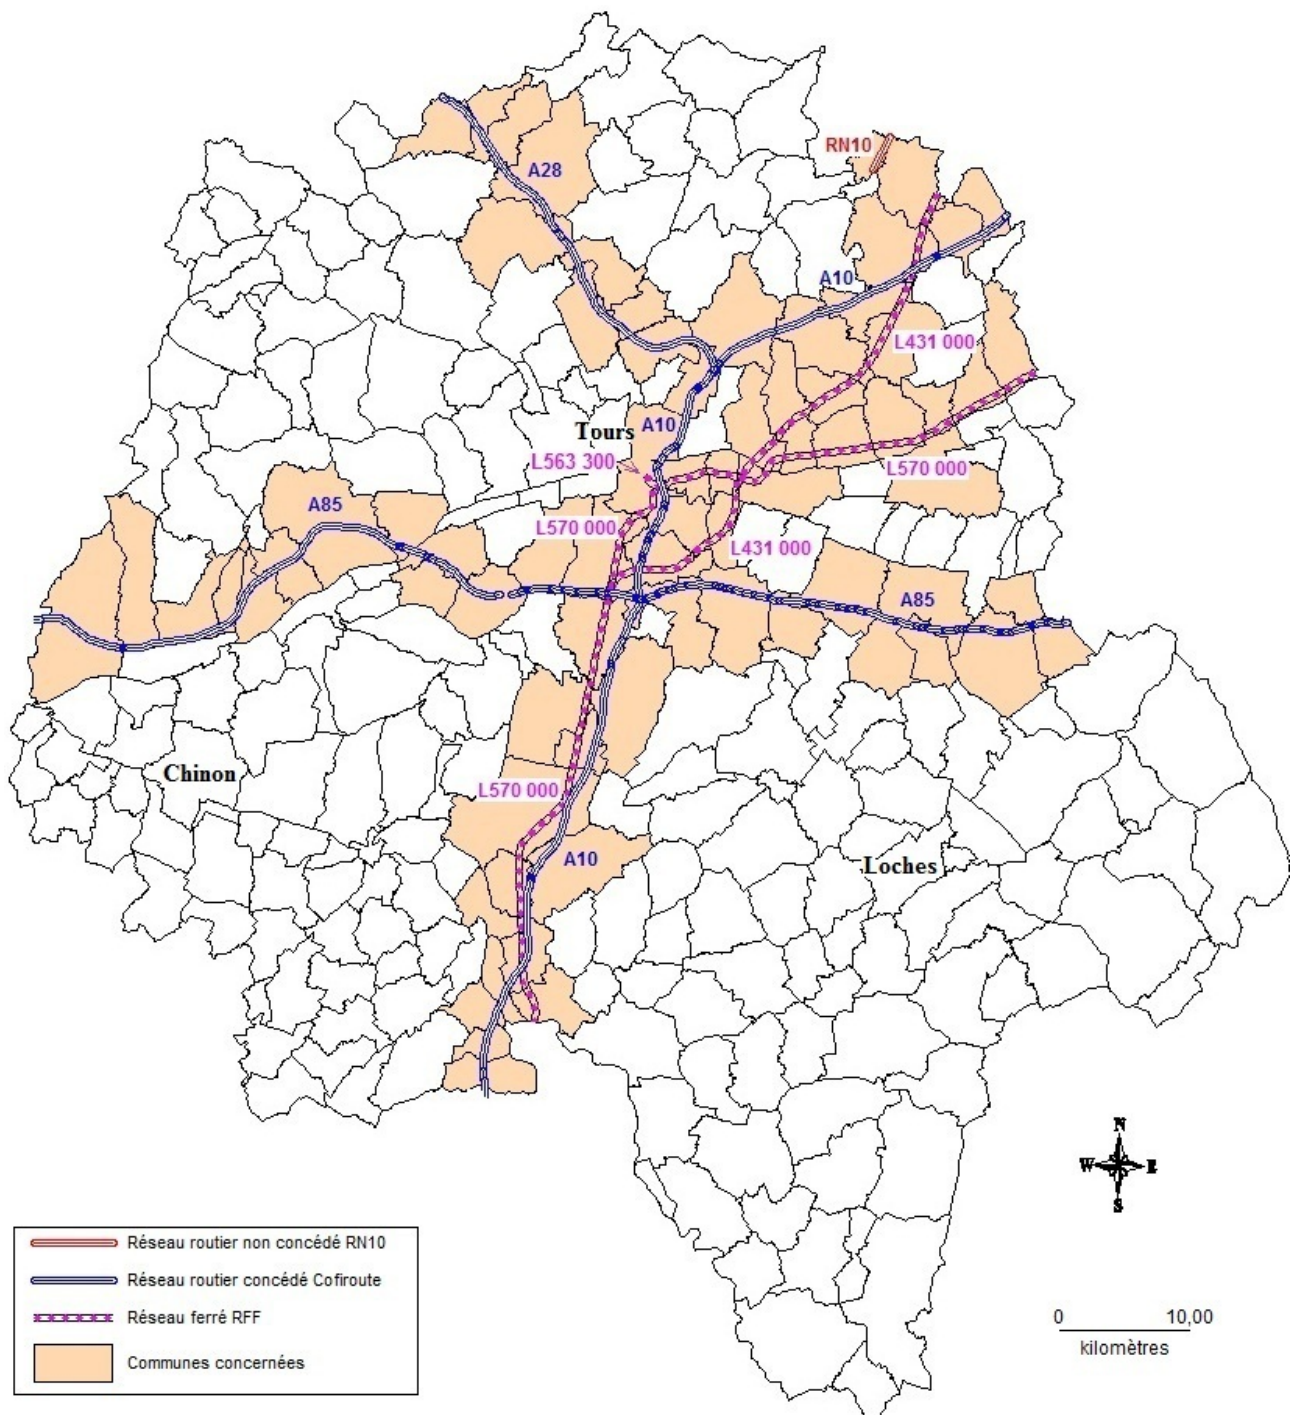 RN10
A28
A10
L431 000
Tours
A10
L563 300
L570 000
A85
L570 000
L431 000
A85
Chinon
L570 000
A10
Loches
N
W E
S
Réseau routier non concédé RN10
Réseau routier concédé Cofiroute
Réseau ferré RFF
Communes concernées
0 10,00
kilomètres